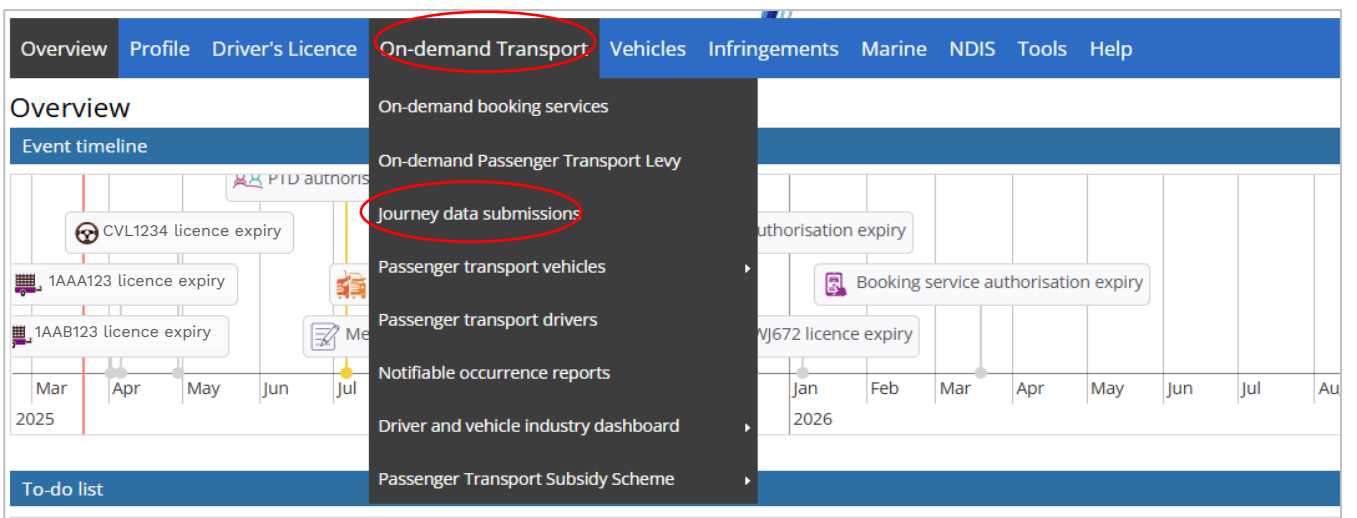 Overview Profile Driver's Licence On-demand Transport Vehicles Infringements Marine NDIS Tools Help
Overview
Event timeline
On-demand booking services
On-demand Passenger Transport Levy
Journey data submissions
Passenger transport vehicles
Passenger transport drivers
Notifiable occurrence reports
Driver and vehicle industry dashboard
Passenger Transport Subsidy Scheme
PTD authoris
CVL1234 licence expiry
uthorisation expiry
1AAA123 licence expiry
Booking service authorisation expiry
1AAB123 licence expiry
Me
WJ672 licence expiry
Mar Apr May Jun Jul Jan Feb Mar Apr May Jun Jul Au
2025 2026
To-do list